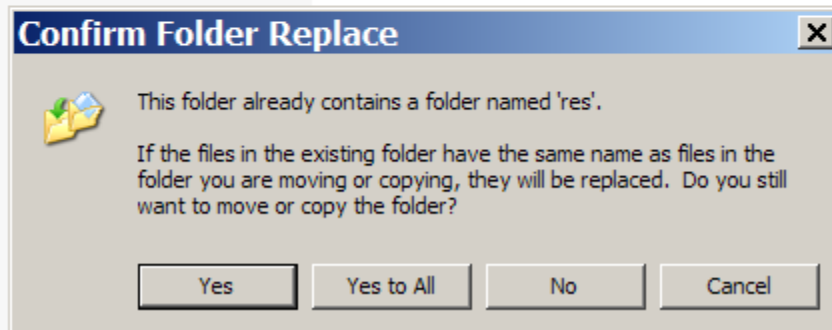 Confirm Folder Replace
This folder already contains a folder named 'res'.
If the files in the existing folder have the same name as files in the
folder you are moving or copying, they will be replaced.  Do you still
want to move or copy the folder?
Yes
Yes to All
No
Cancel